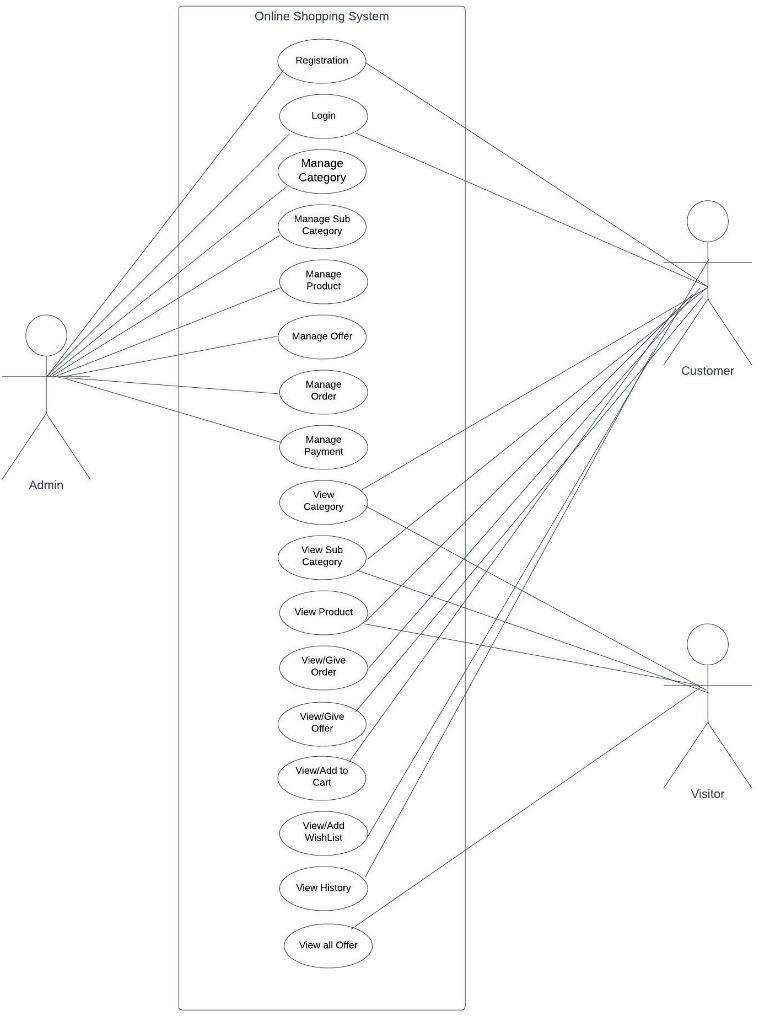 Online Shopping System
Registration
Login
Manage
Category
Manage Sub
Category
Manage
Product
Manage Offer
Manage
Order
Manage
Payment
View
Category
View Sub
Category
View Product
View/Give
Order
View/Give
Offer
View/Add to
Cart
View/Add
WishList
View History
View all Offer
Admin
Customer
Visitor